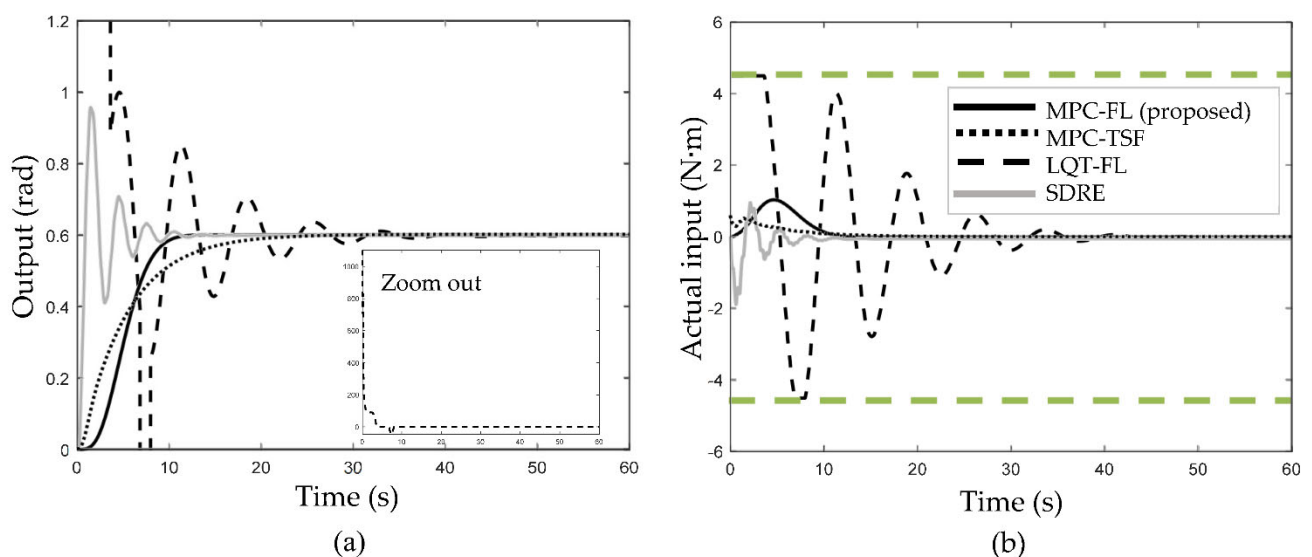 1.2
1
0.8
0.6
0.4
0.2
0
Output (rad)
0 10 20 30 40 50 60
Time (s)
(a)
Zoom out
1000
800
600
400
200
0
0 10 20 30 40 50 60
6
4
2
0
-2
-4
-6
Actual input (N·m)
MPC-FL (proposed)
MPC-TSF
LQT-FL
SDRE
0 10 20 30 40 50 60
Time (s)
(b)